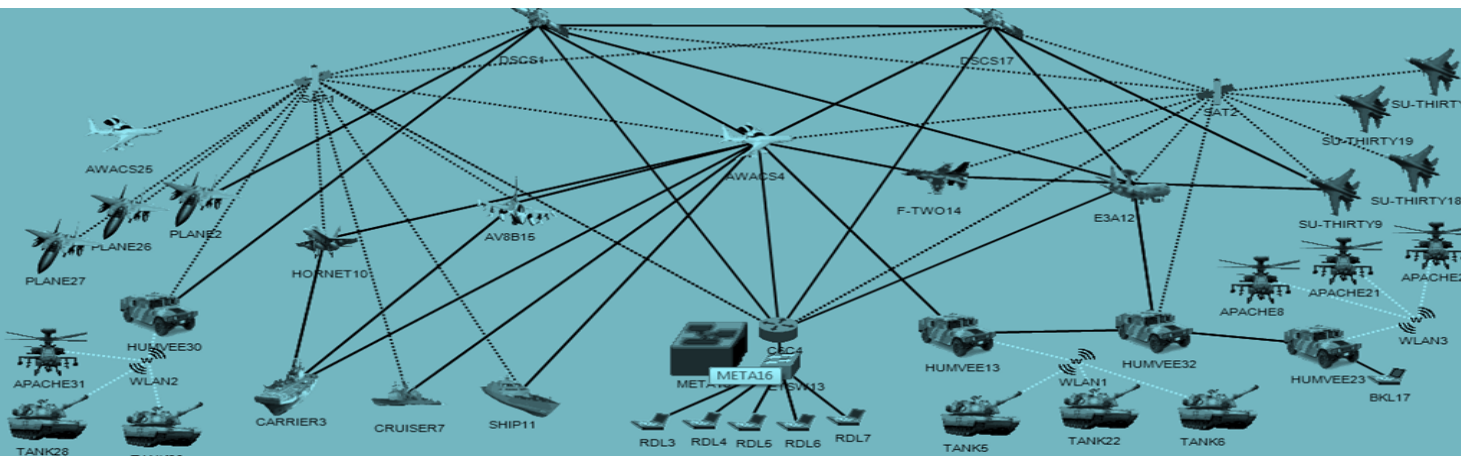 DSCS1
DSCS17
SAT2
SU-THIRTY
SU-THIRTY19
AWACS25
AWACS4
SU-THIRTY18
F-TWO14
E3A12
SU-THIRTY9
PLANE2
PLANE26
AV8B15
HORNET10
PLANE27
APACHE2
APACHE21
APACHE8
WLAN3
HUMVEE30
CSC4
HUMVEE13
HUMVEE32
HUMVEE23
APACHE31
WLAN2
META16
WLAN1
BKL17
CARRIER3
CRUISER7
SHIP11
RDL3
RDL4
RDL5
RDL6
RDL7
TANK5
TANK22
TANK6
TANK28